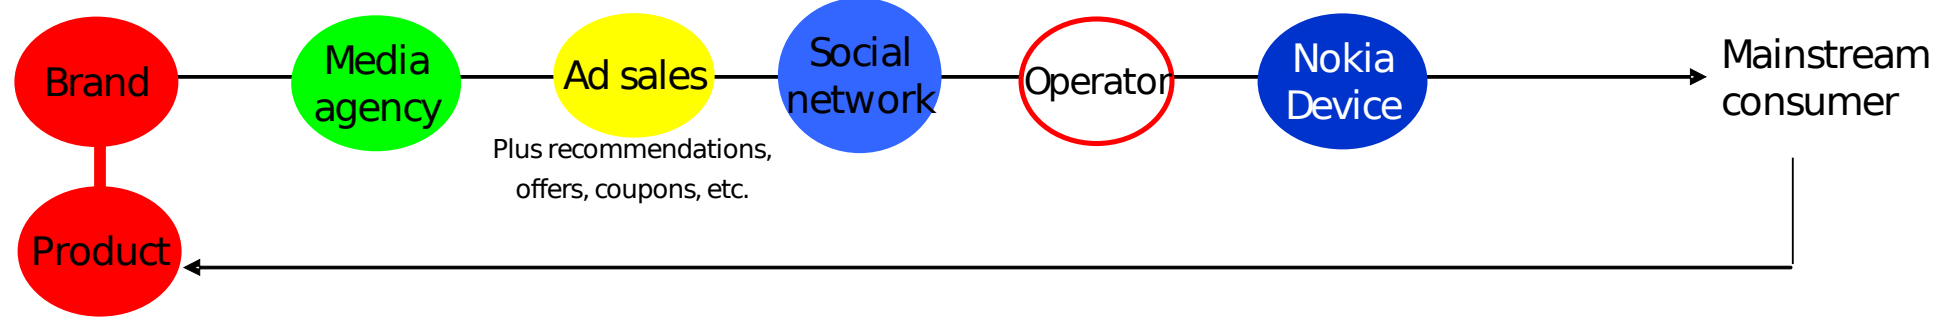 Brand
Media
agency
Ad sales
Plus recommendations,
offers, coupons, etc.
Social
network
Operator
Nokia
Device
Mainstream
consumer
Product